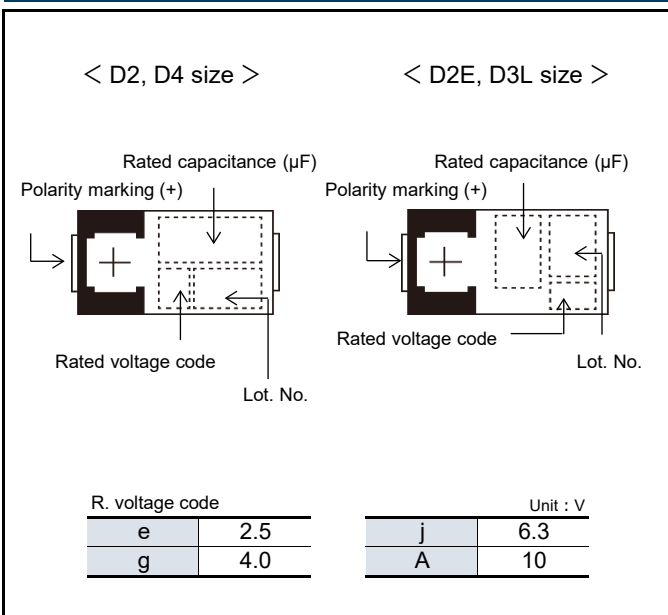 < D2, D4 size >
< D2E, D3L size >
Rated capacitance (μF)
Polarity marking (+)
Rated voltage code
Lot. No.
Rated capacitance (μF)
Polarity marking (+)
Rated voltage code
Lot. No.
R. voltage code
Unit : V
e 2.5 j 6.3
g 4.0 A 10